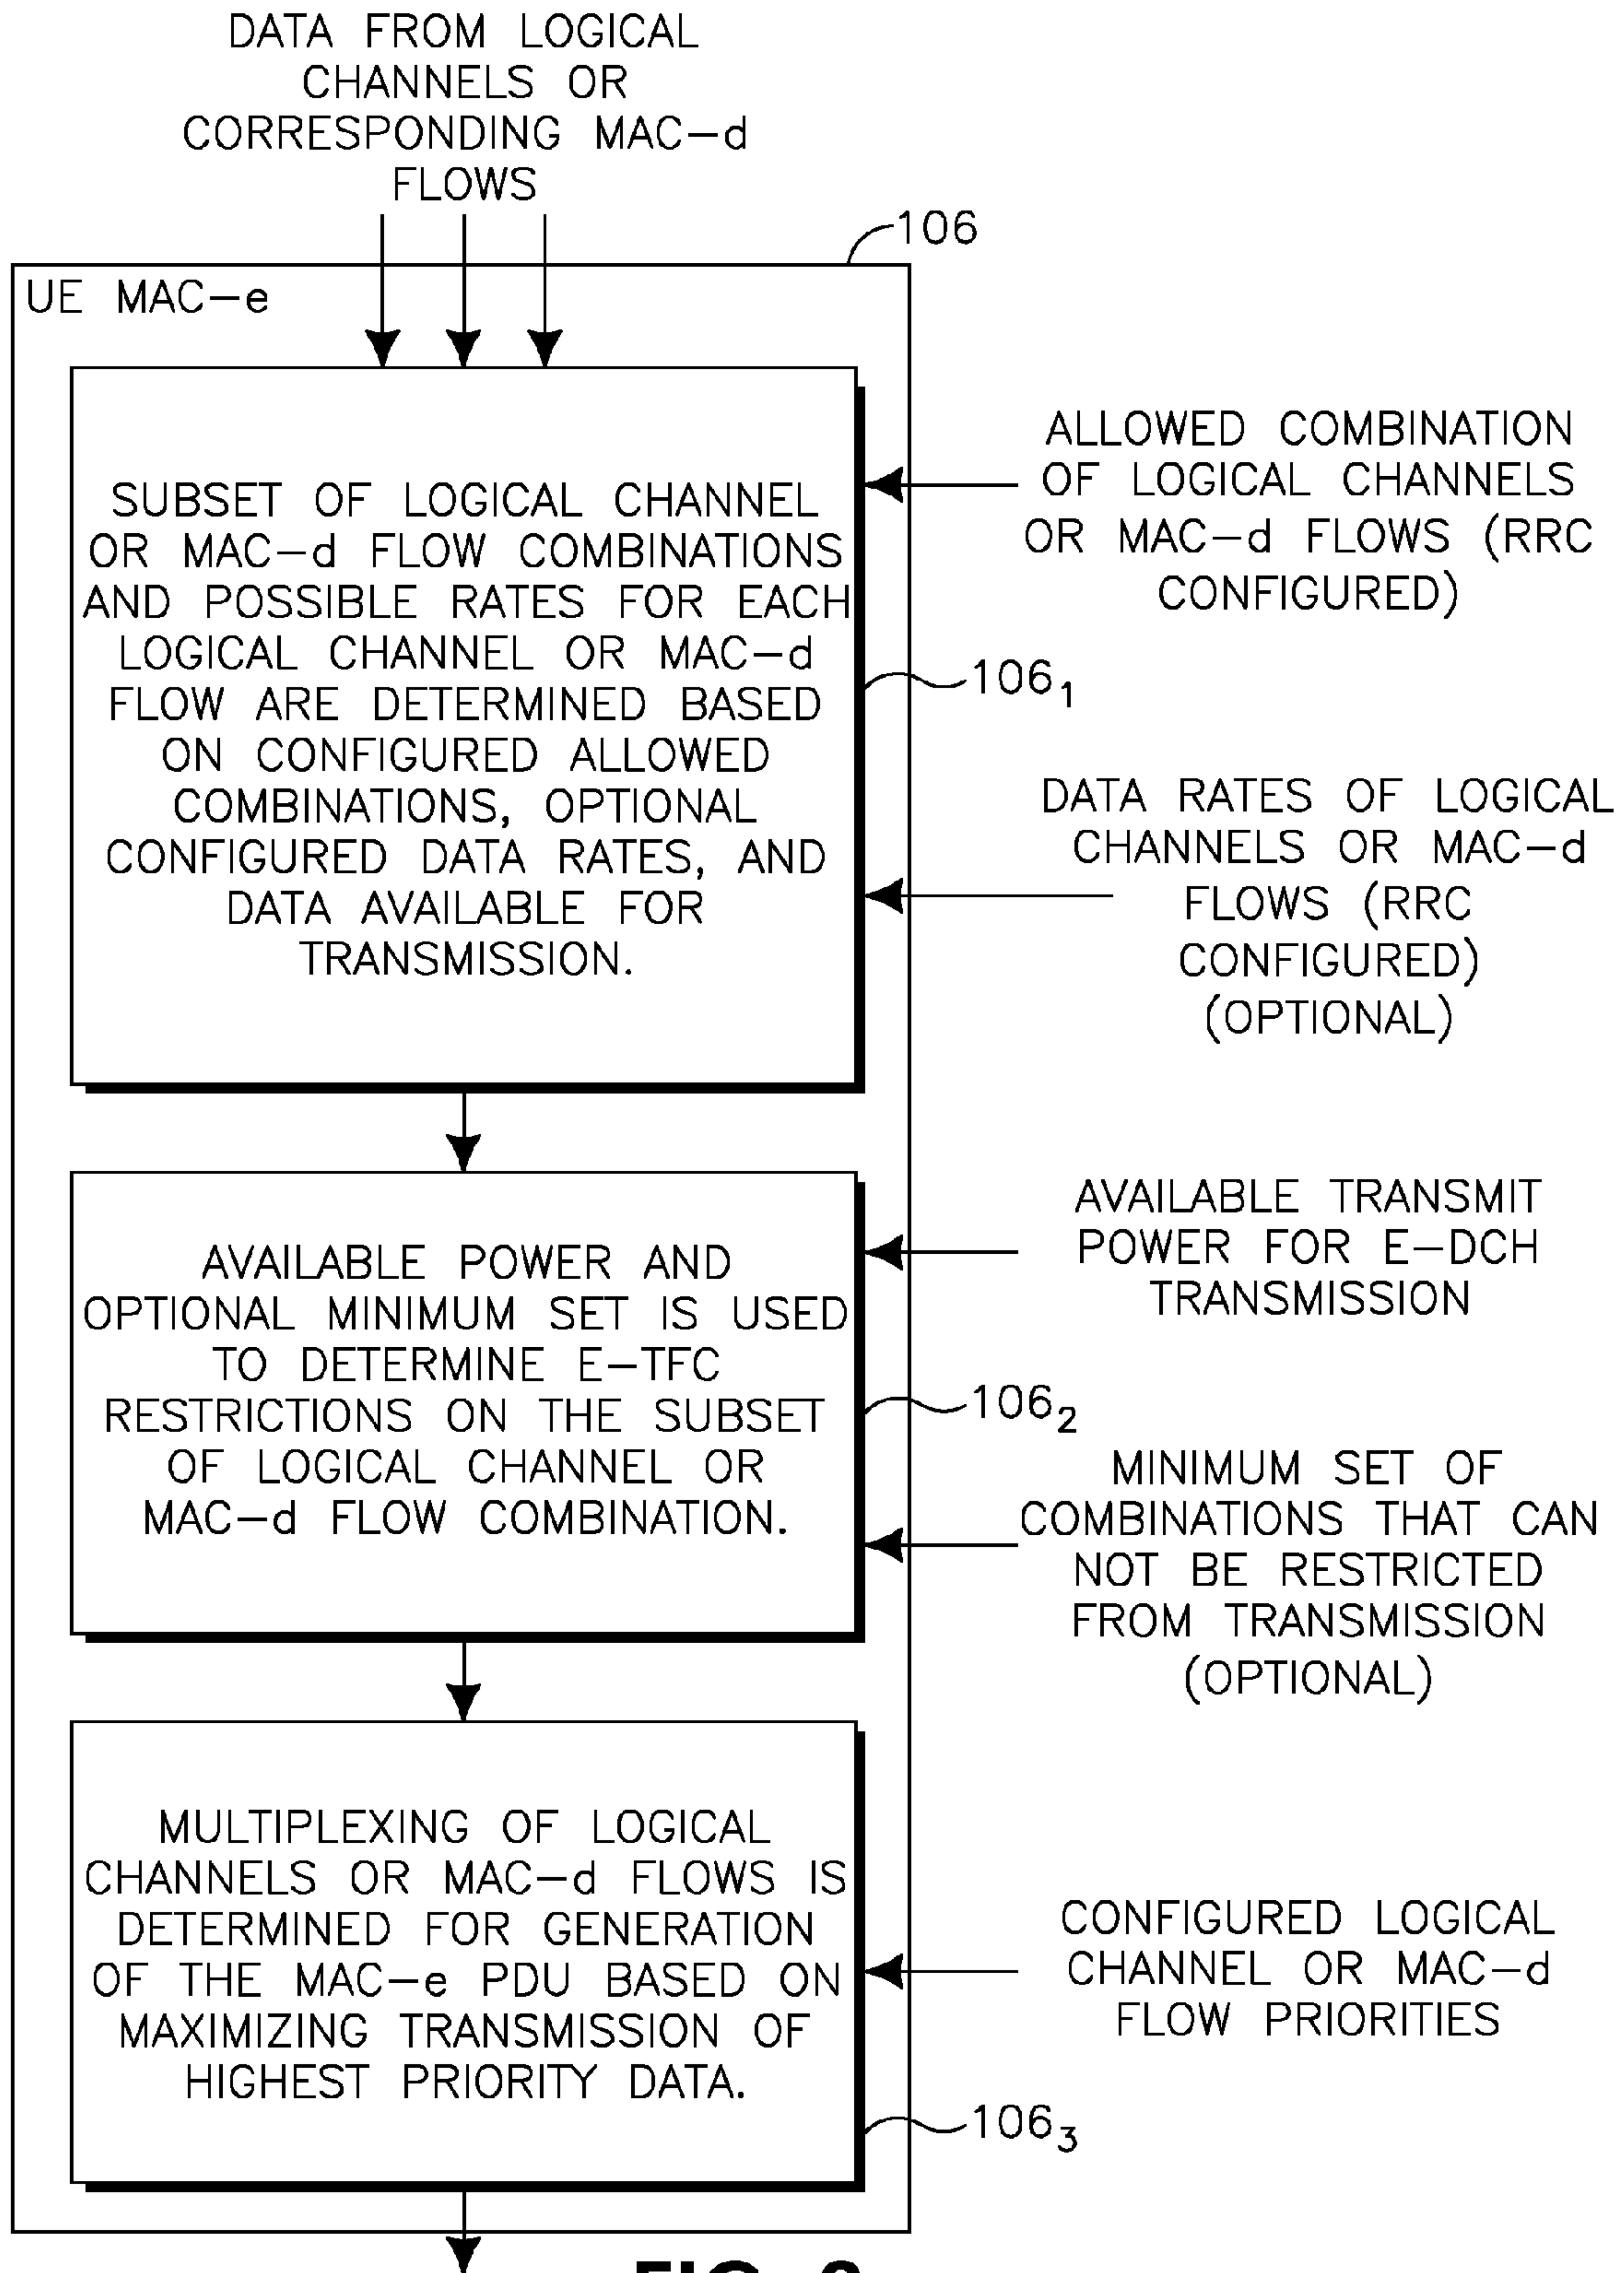 DATA FROM LOGICAL
CHANNELS OR
CORRESPONDING MAC-d
FLOWS
106
UE MAC-e
SUBSET OF LOGICAL CHANNEL
OR MAC-d FLOW COMBINATIONS
AND POSSIBLE RATES FOR EACH
LOGICAL CHANNEL OR MAC-d
FLOW ARE DETERMINED BASED
ON CONFIGURED ALLOWED
COMBINATIONS, OPTIONAL
CONFIGURED DATA RATES, AND
DATA AVAILABLE FOR
TRANSMISSION.
ALLOWED COMBINATION
OF LOGICAL CHANNELS
OR MAC-d FLOWS (RRC
CONFIGURED)
106₁
DATA RATES OF LOGICAL
CHANNELS OR MAC-d
FLOWS (RRC
CONFIGURED)
(OPTIONAL)
AVAILABLE POWER AND
OPTIONAL MINIMUM SET IS USED
TO DETERMINE E-TFC
RESTRICTIONS ON THE SUBSET
OF LOGICAL CHANNEL OR
MAC-d FLOW COMBINATION.
AVAILABLE TRANSMIT
POWER FOR E-DCH
TRANSMISSION
106₂
MINIMUM SET OF
COMBINATIONS THAT CAN
NOT BE RESTRICTED
FROM TRANSMISSION
(OPTIONAL)
MULTIPLEXING OF LOGICAL
CHANNELS OR MAC-d FLOWS IS
DETERMINED FOR GENERATION
OF THE MAC-e PDU BASED ON
MAXIMIZING TRANSMISSION OF
HIGHEST PRIORITY DATA.
CONFIGURED LOGICAL
CHANNEL OR MAC-d
FLOW PRIORITIES
106₃